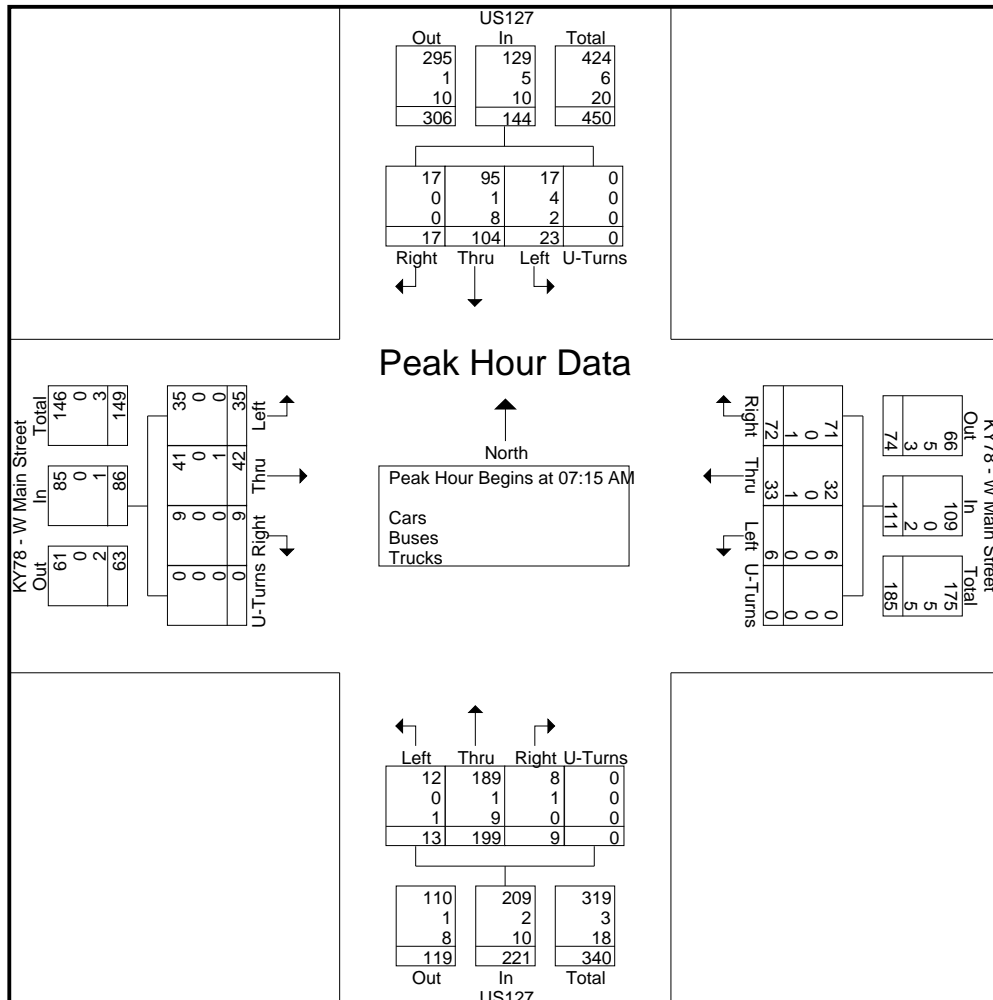 US127
Out In Total
295 129 424
1 5 6
10 10 20
306 144 450
17 95 17 0
0 1 4 0
0 8 2 0
17 104 23 0
Right Thru Left U-Turns
Peak Hour Data
North
Peak Hour Begins at 07:15 AM
Cars
Buses
Trucks
KY78 - W Main Street
Out In Total
61 85 146
0 0 0
2 1 3
63 86 149
0 9 41 35
0 0 0 0
0 0 1 0
0 9 42 35
U-Turns Right Thru Left
KY78 - W Main Street
Out In Total
66 109 175
5 0 5
3 2 5
74 111 185
71 32 6 0
0 0 0 0
1 1 0 0
72 33 6 0
Right Thru Left U-Turns
Left Thru Right U-Turns
12 189 8 0
0 1 1 0
1 9 0 0
13 199 9 0
110 209 319
1 2 3
8 10 18
119 221 340
Out In Total
US127